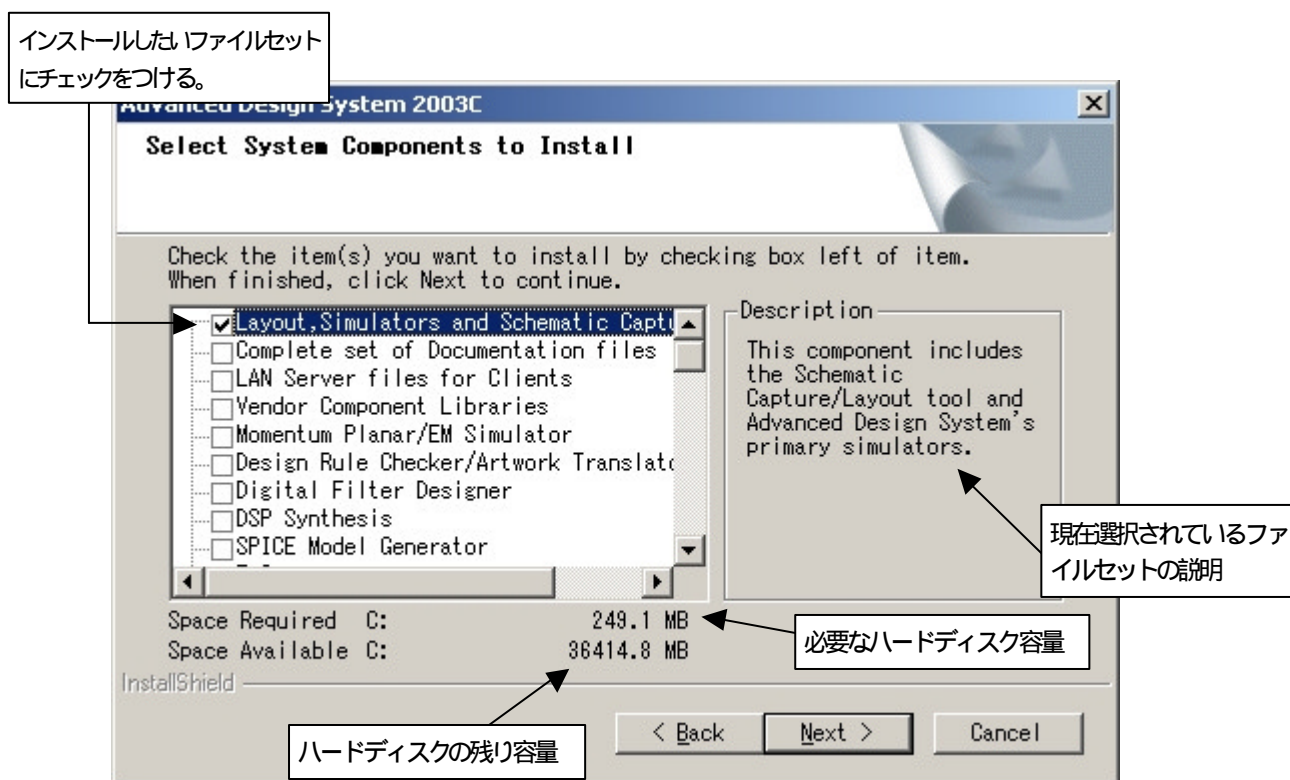 インストールしたいファイルセット
にチェックをつける。
Advanced Design System 2003C
Select System Components to Install
Check the item(s) you want to install by checking box left of item.
When finished, click Next to continue.
Layout,Simulators and Schematic Captu
Complete set of Documentation files
LAN Server files for Clients
Vendor Component Libraries
Momentum Planar/EM Simulator
Design Rule Checker/Artwork Translato
Digital Filter Designer
DSP Synthesis
SPICE Model Generator
Description
This component includes
the Schematic
Capture/Layout tool and
Advanced Design System's
primary simulators.
現在選択されているファ
イルセットの説明
Space Required C: 249.1 MB
Space Available C: 36414.8 MB
必要なハードディスク容量
InstallShield
ハードディスクの残り容量
< Back
Next >
Cancel